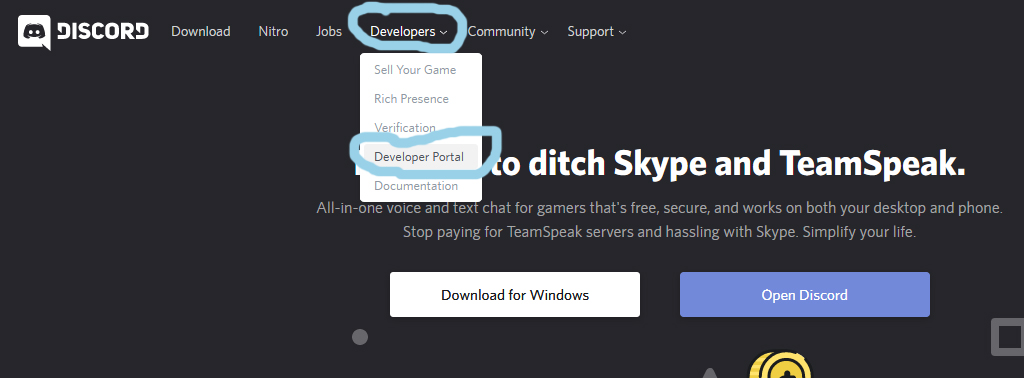 DISCORD Download Nitro Jobs Developers Community Support
Sell Your Game
Rich Presence
Verification
Developer Portal
Documentation
to ditch Skype and TeamSpeak.
All-in-one voice and text chat for gamers that's free, secure, and works on both your desktop and phone.
Stop paying for TeamSpeak servers and hassling with Skype. Simplify your life.
Download for Windows Open Discord